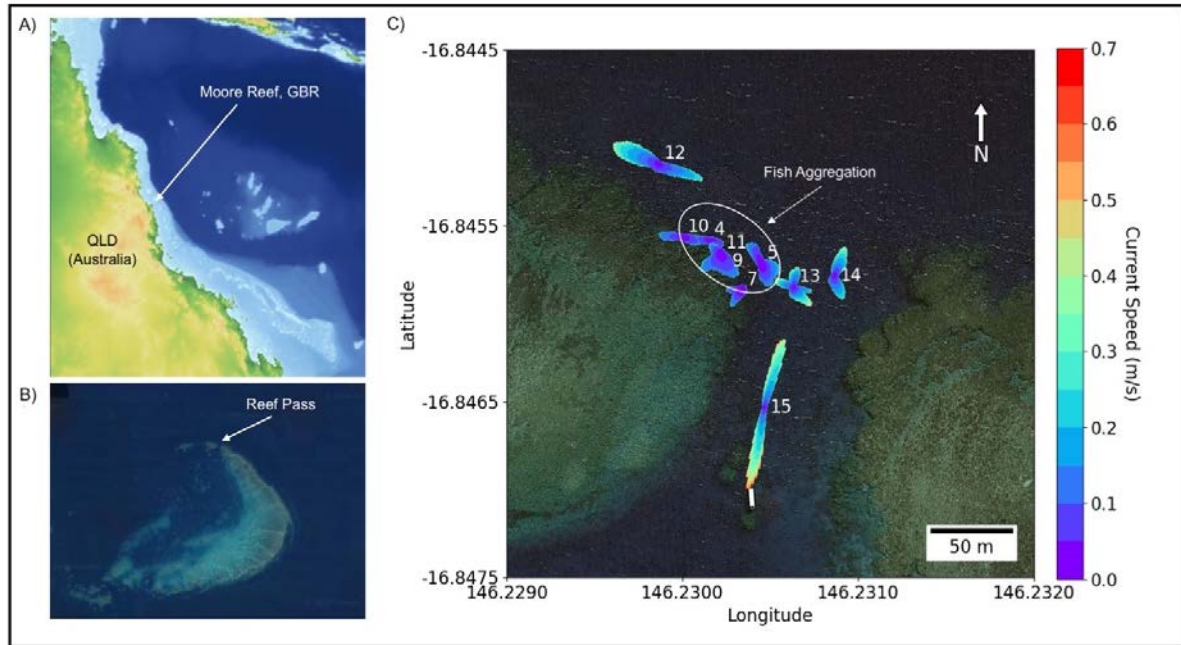 A)
Moore Reef, GBR
QLD
(Australia)
B)
Reef Pass
C)
-16.8445
-16.8455
-16.8465
-16.8475
Latitude
146.2290
146.2300
146.2310
146.2320
Longitude
12
Fish Aggregation
10
4
11
9
5
7
13
14
15
N
50 m
0.7
0.6
0.5
0.4
0.3
0.2
0.1
0.0
Current Speed (m/s)